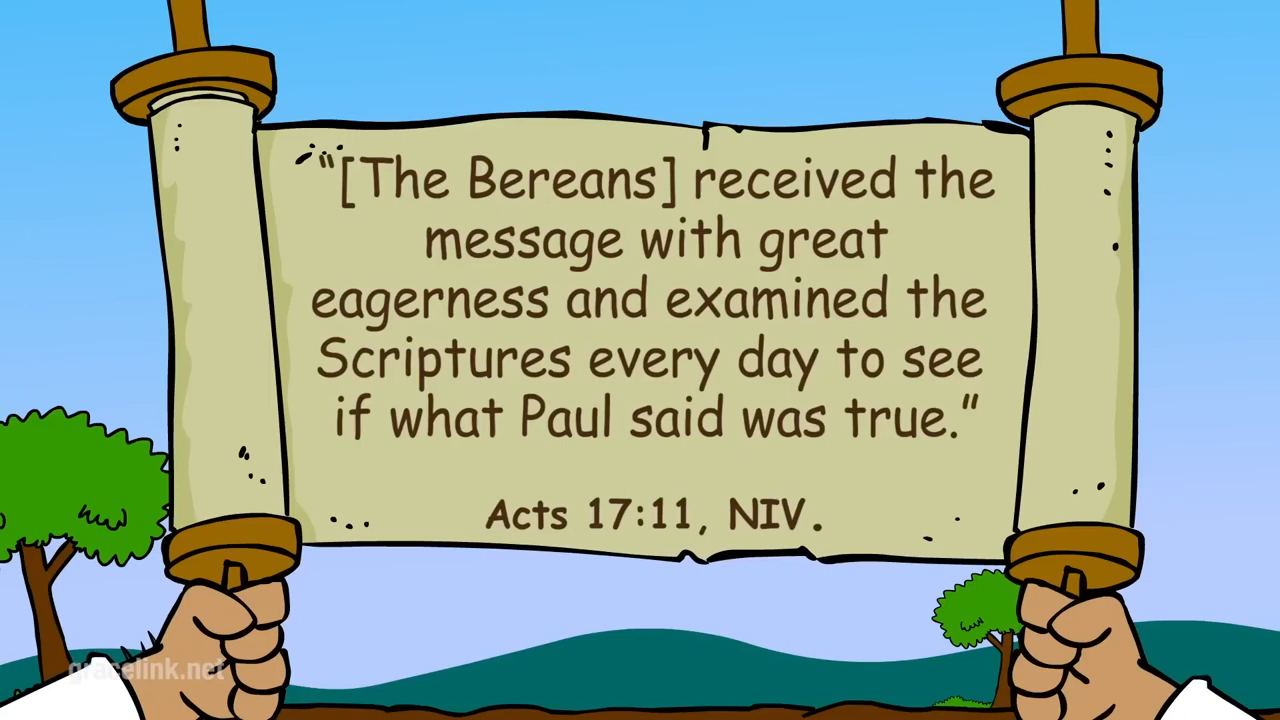 “[The Bereans] received the
message with great
eagerness and examined the
Scriptures every day to see
if what Paul said was true.”
Acts 17:11, NIV.
gracelink.net